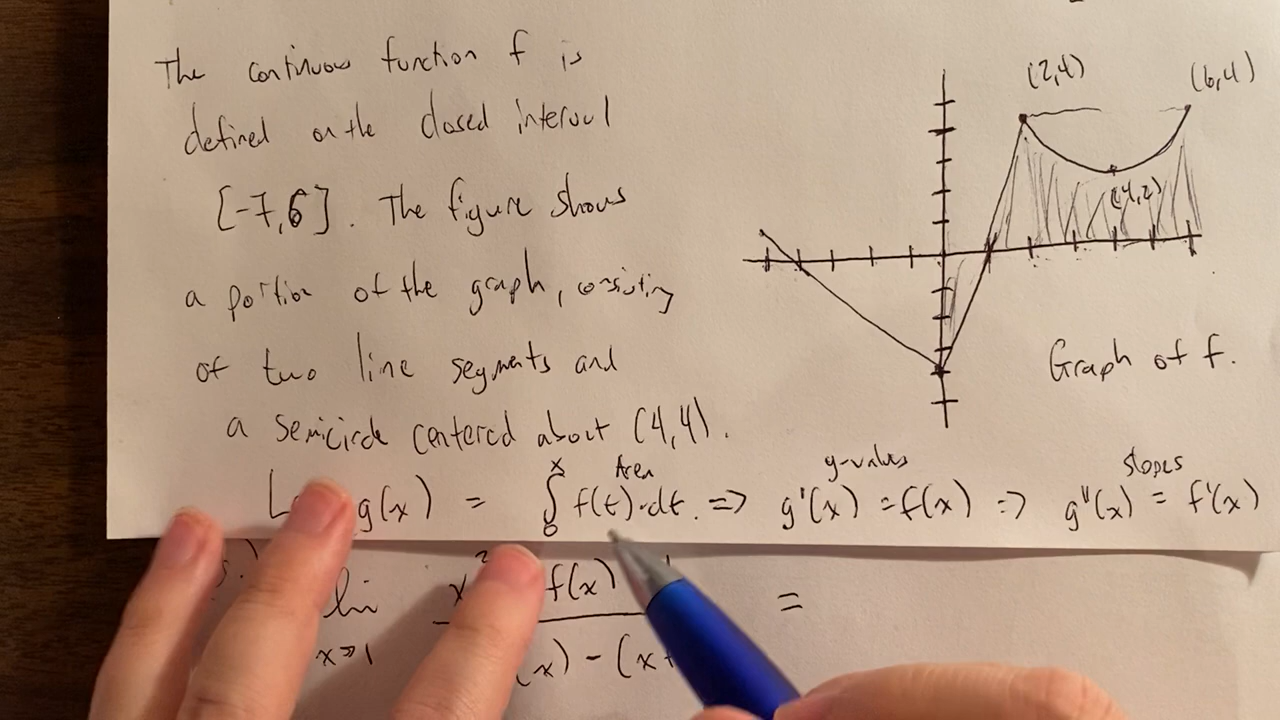 The continuous function f is
defined on the closed interval
[-7,6]. The figure shows
a portion of the graph, consisting
of two line segments and
a semicircle centered about (4,4).
(2,4)
(6,4)
(4,2)
Graph of f.
Area
y-values
slopes
g(x) = ∫₀ˣ f(t)·dt. => g'(x) = f(x) => g"(x) = f'(x)
lim
x→1
x² f(x)
=
x) - (x+